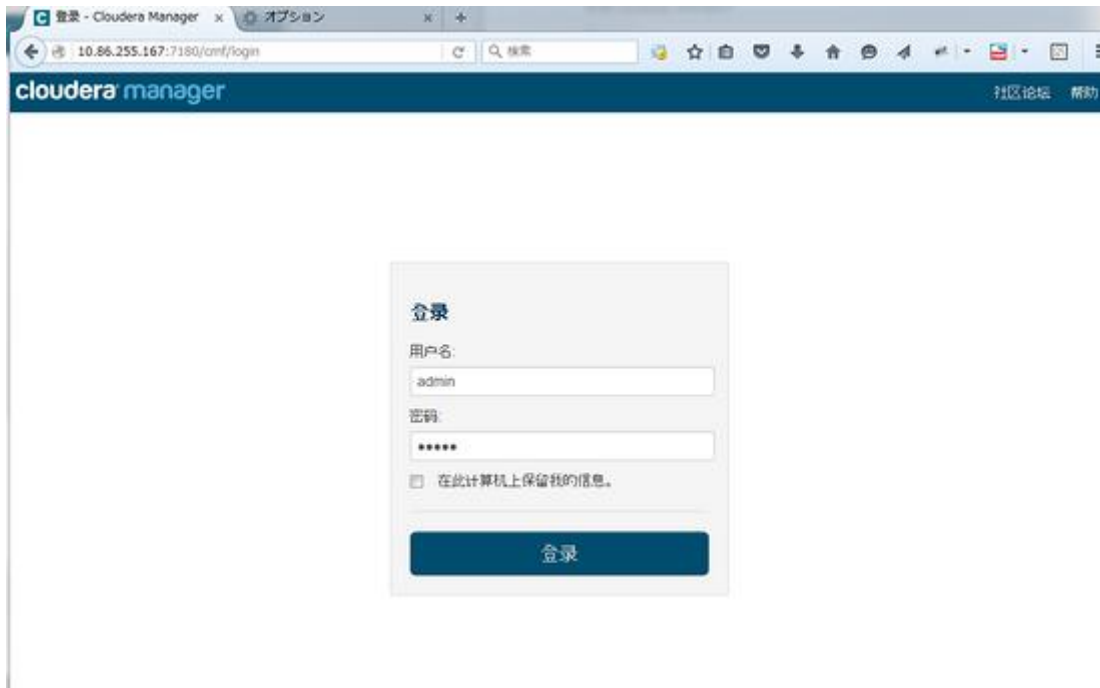 登录 - Cloudera Manager
オプション
10.86.255.167:7180/cmf/login
検索
cloudera manager
社区论坛 帮助
登录
用户名:
admin
密码:
•••••
在此计算机上保留我的信息。
登录